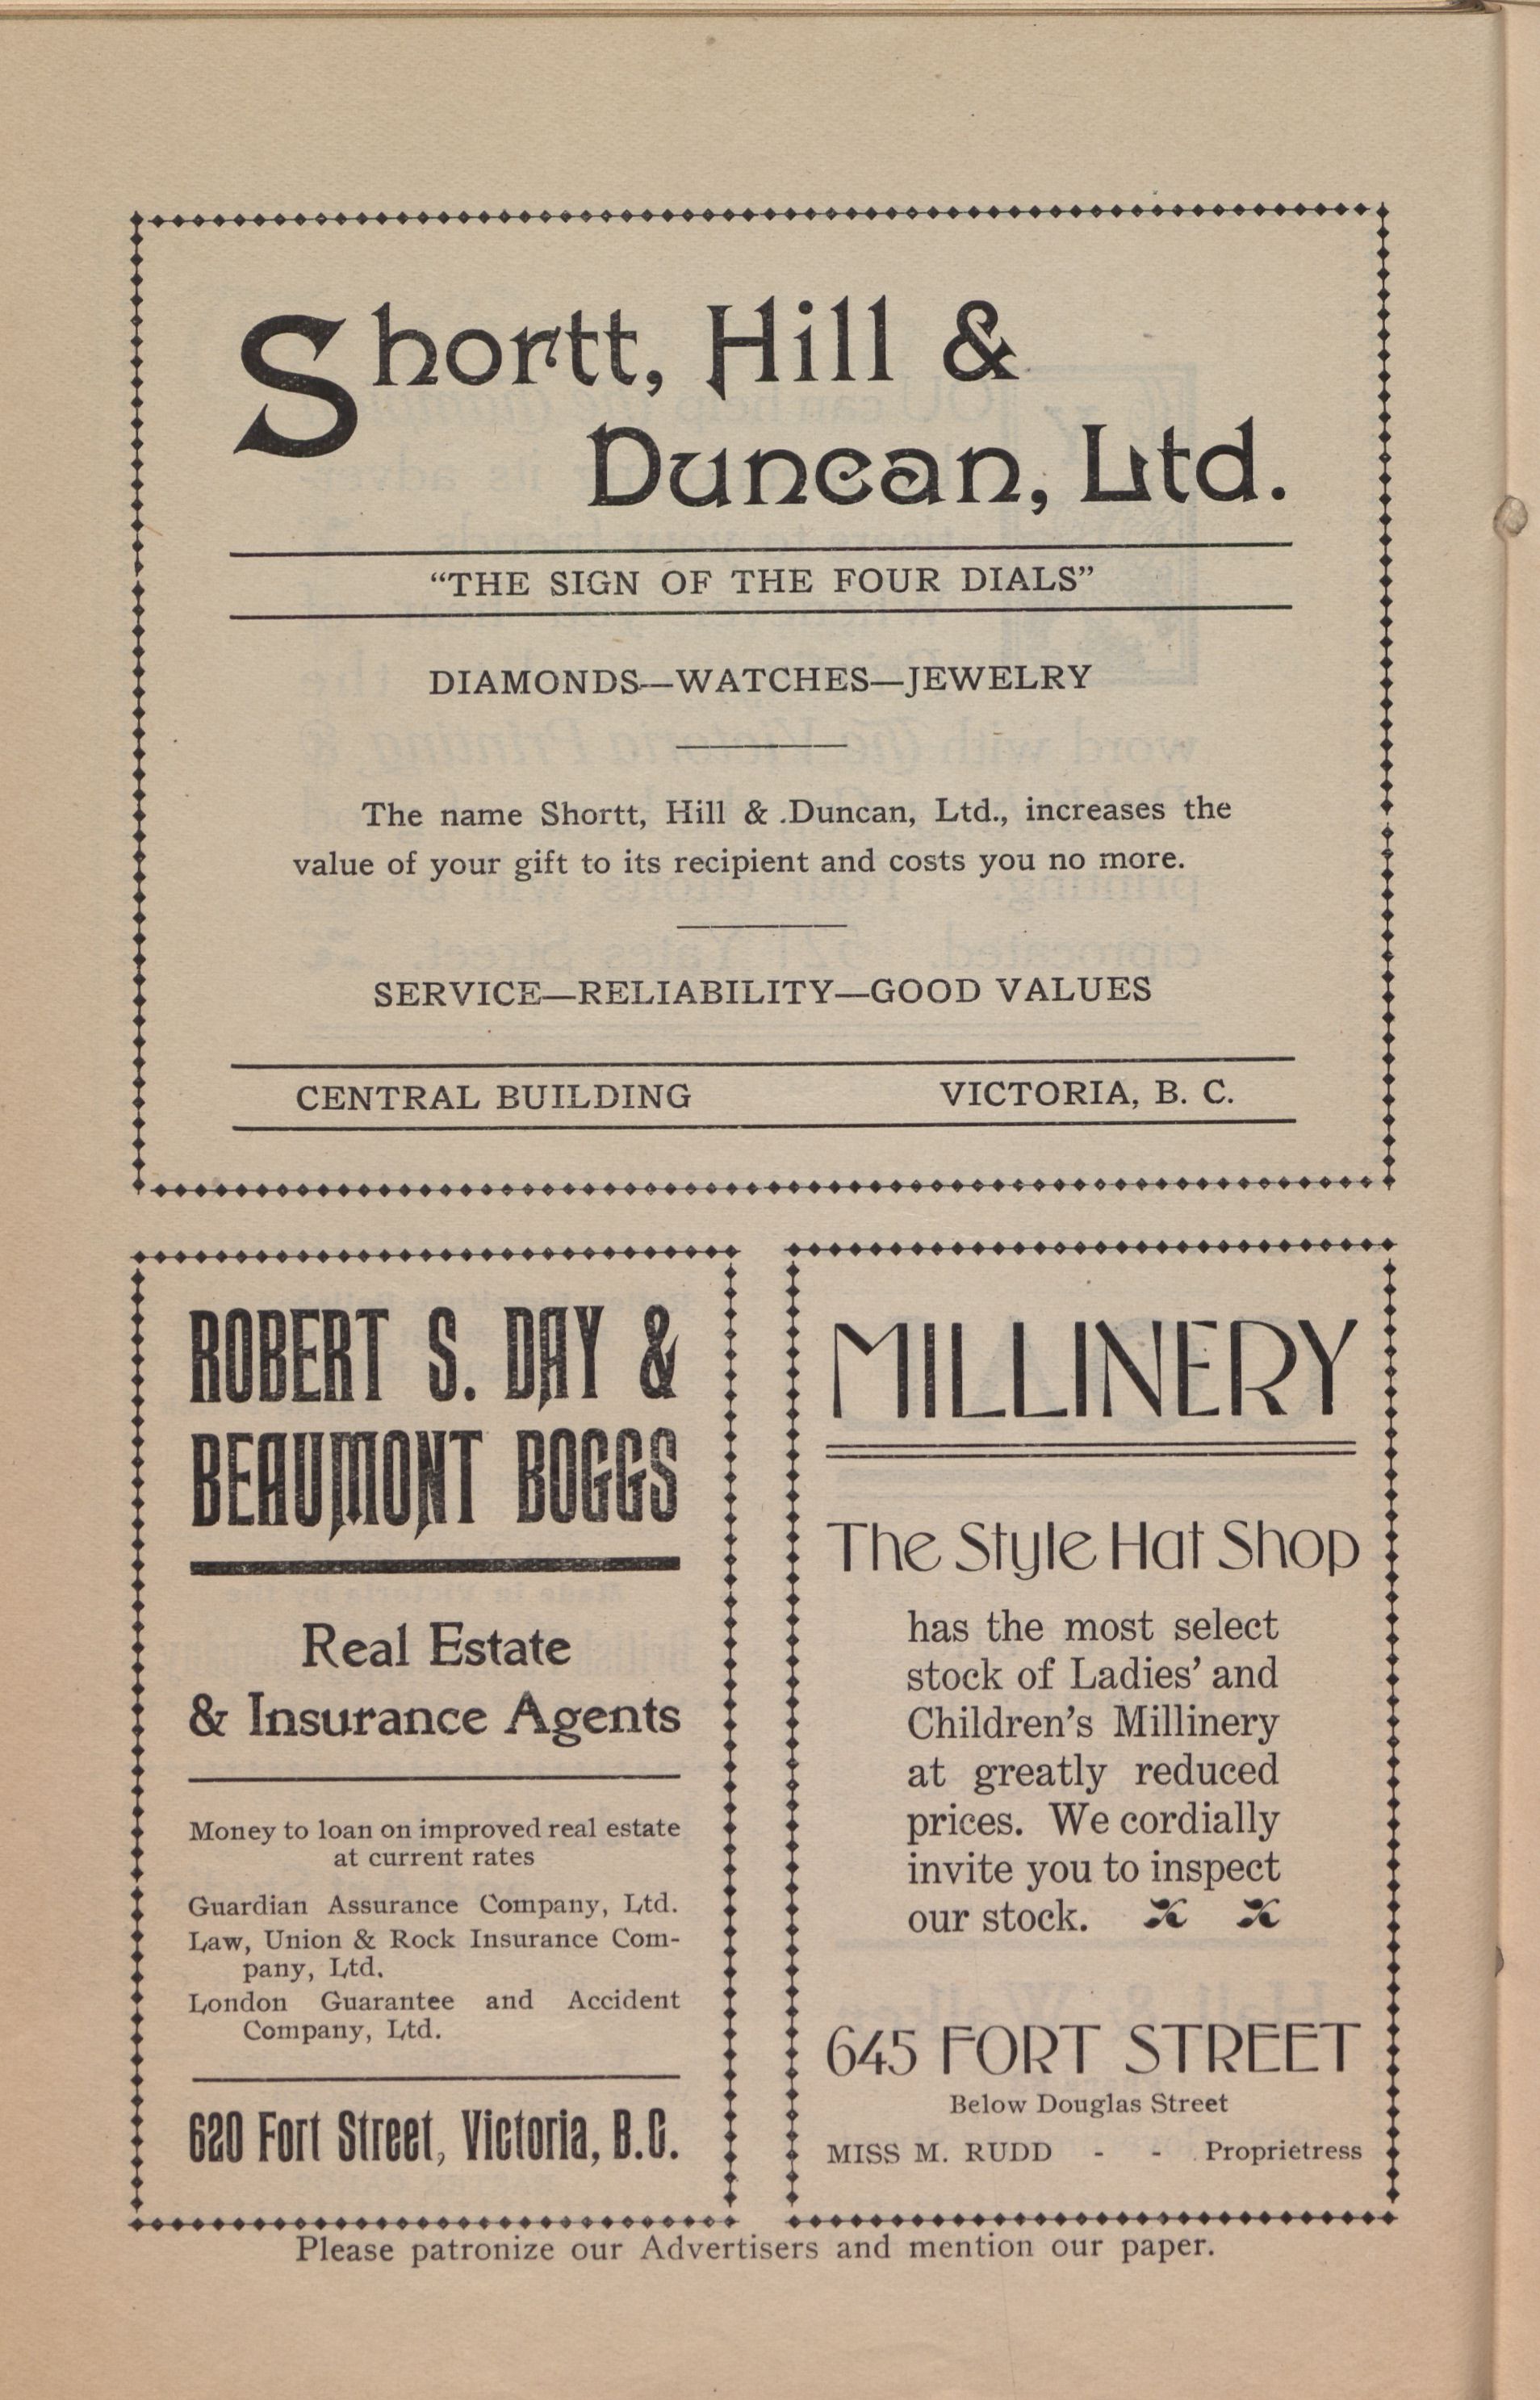 Shortt, Hill &
Duncan, Ltd.
“THE SIGN OF THE FOUR DIALS”
DIAMONDS—WATCHES—JEWELRY
The name Shortt, Hill & Duncan, Ltd., increases the
value of your gift to its recipient and costs you no more.
SERVICE—RELIABILITY—GOOD VALUES
CENTRAL BUILDING VICTORIA, B. C.
ROBERT S. DAY &
BEAUMONT BOGGS
Real Estate
& Insurance Agents
Money to loan on improved real estate
at current rates
Guardian Assurance Company, Ltd.
Law, Union & Rock Insurance Com-
pany, Ltd.
London Guarantee and Accident
Company, Ltd.
620 Fort Street, Victoria, B.C.
MILLINERY
The Style Hat Shop
has the most select
stock of Ladies’ and
Children’s Millinery
at greatly reduced
prices. We cordially
invite you to inspect
our stock.
645 FORT STREET
Below Douglas Street
MISS M. RUDD - - Proprietress
Please patronize our Advertisers and mention our paper.